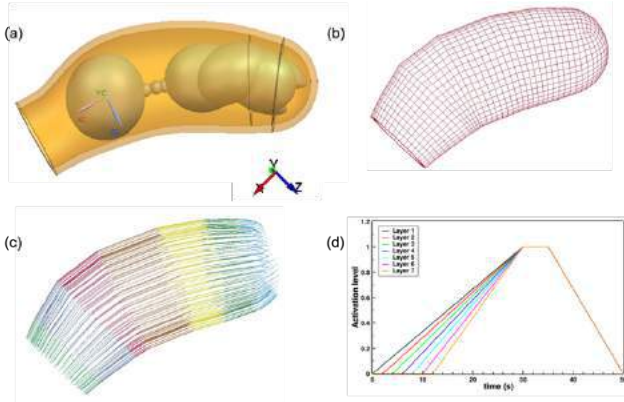 (a)
(b)
Y
X
Z
(c)
(d)
1.2
1
0.8
0.6
0.4
0.2
0
Activation level
Layer 1
Layer 2
Layer 3
Layer 4
Layer 5
Layer 6
Layer 7
0
10
20
30
40
50
time (s)